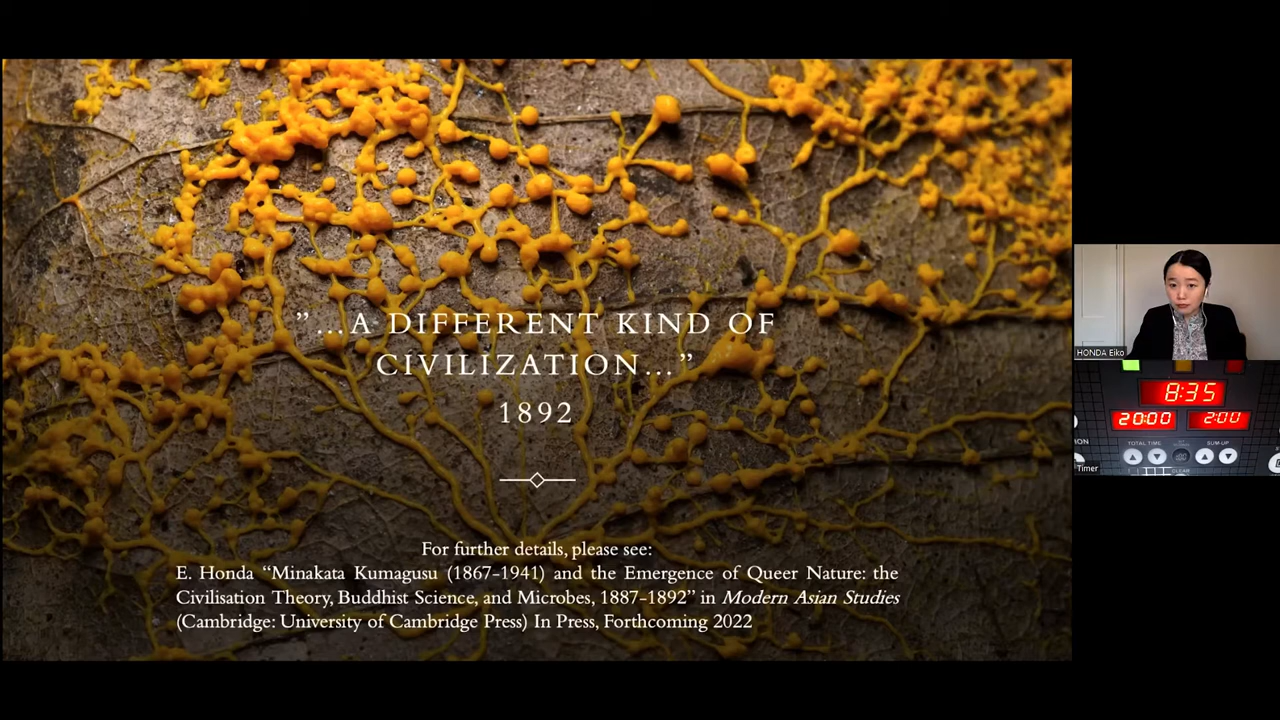 ”…A DIFFERENT KIND OF
CIVILIZATION…”
1892
For further details, please see:
E. Honda “Minakata Kumagusu (1867-1941) and the Emergence of Queer Nature: the
Civilisation Theory, Buddhist Science, and Microbes, 1887-1892” in Modern Asian Studies
(Cambridge: University of Cambridge Press) In Press, Forthcoming 2022
HONDA Eiko
8:35
20:00 2:00
TOTAL TIME SUM-UP
Timer
CLEAR